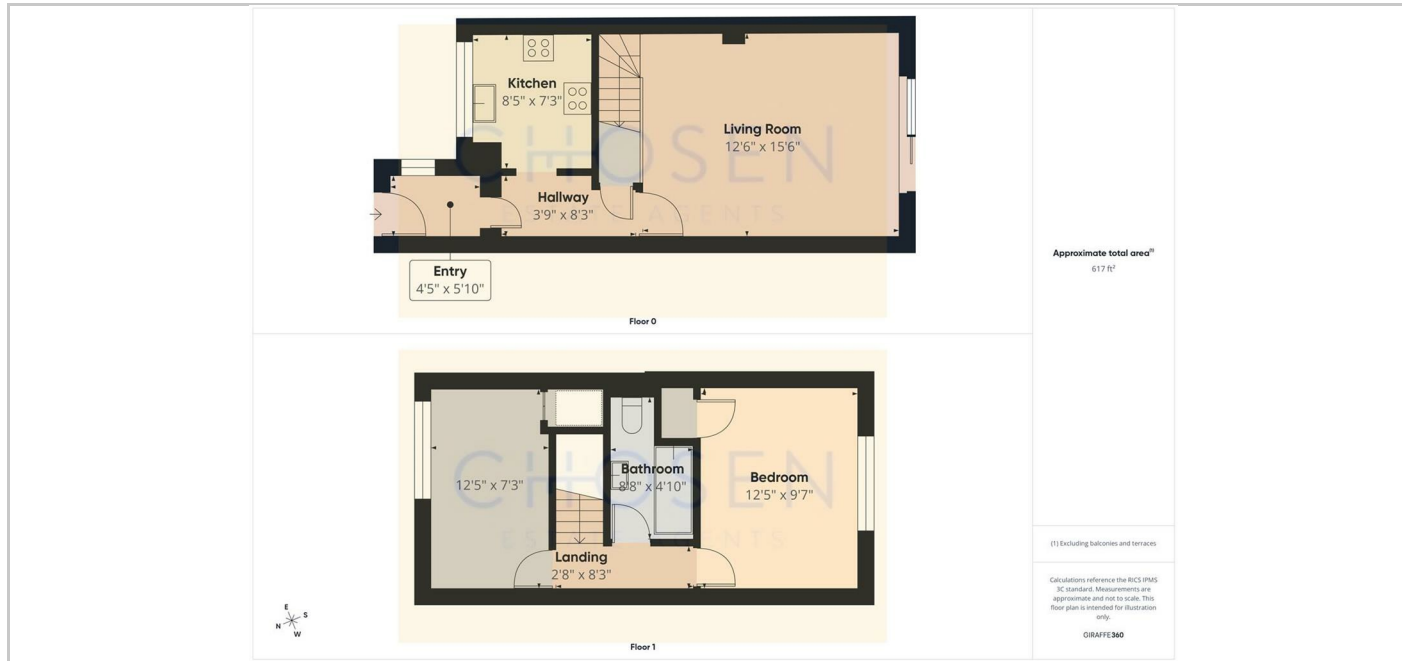 Kitchen
8'5" x 7'3"
Living Room
12'6" x 15'6"
CHOSEN
ESTATE AGENTS
Hallway
3'9" x 8'3"
Entry
4'5" x 5'10"
Floor 0
Approximate total area(1)
617 ft²
12'5" x 7'3"
Bathroom
8'8" x 4'10"
Bedroom
12'5" x 9'7"
CHOSEN
ESTATE AGENTS
Landing
2'8" x 8'3"
E
S
N
W
Floor 1
(1) Excluding balconies and terraces
Calculations reference the RICS IPMS
3C standard. Measurements are
approximate and not to scale. This
floor plan is intended for illustration
only.
GIRAFFE360